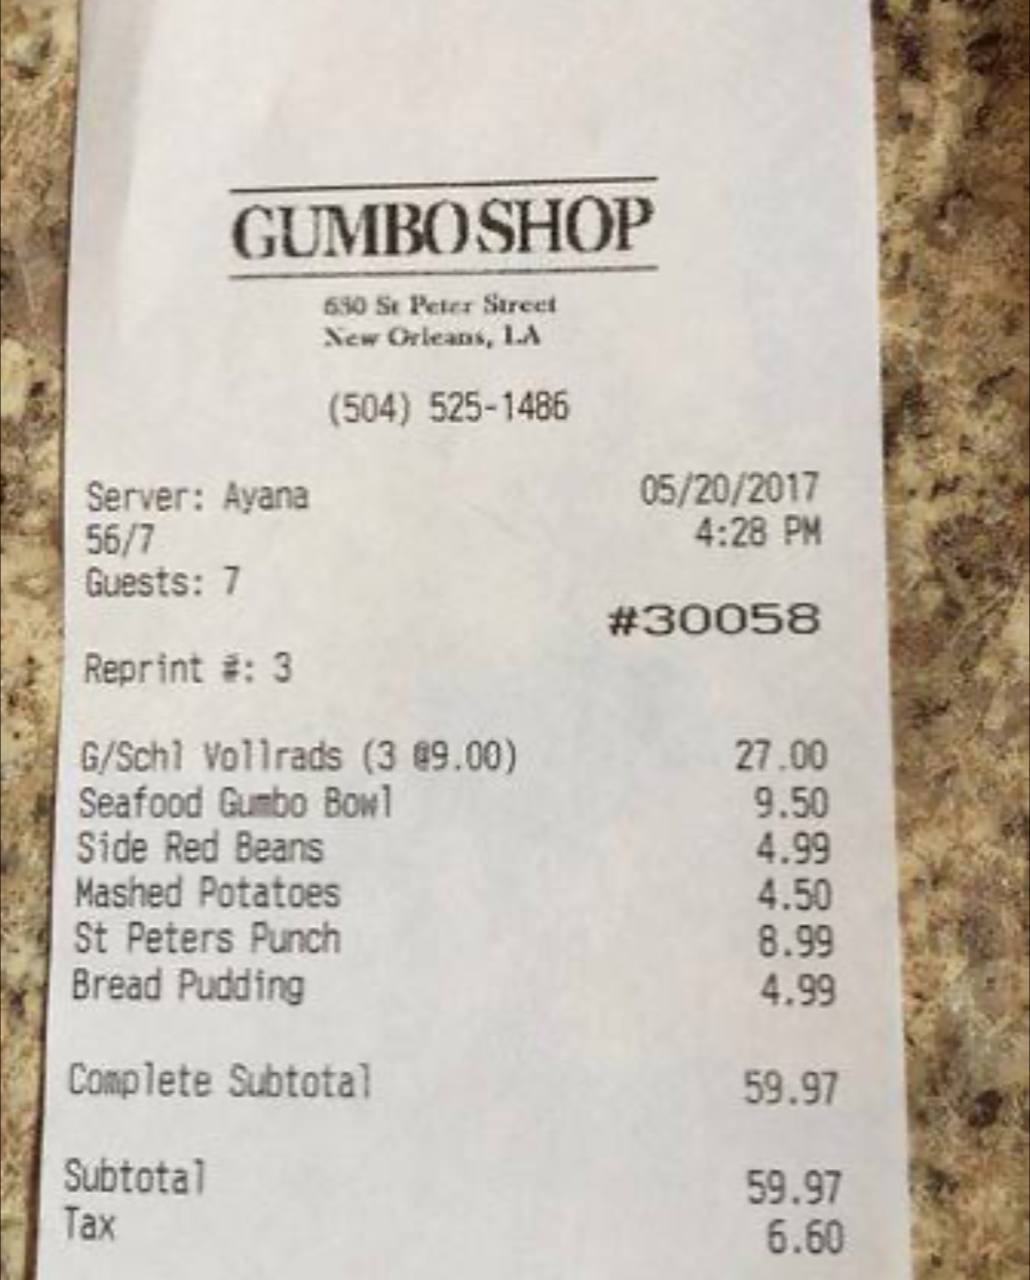 GUMBO SHOP
630 St Peter Street
New Orleans, LA
(504) 525-1486
Server: Ayana 05/20/2017
56/7 4:28 PM
Guests: 7
#30058
Reprint #: 3
G/Schl Vollrads (3 @9.00) 27.00
Seafood Gumbo Bowl 9.50
Side Red Beans 4.99
Mashed Potatoes 4.50
St Peters Punch 8.99
Bread Pudding 4.99
Complete Subtotal 59.97
Subtotal 59.97
Tax 6.60